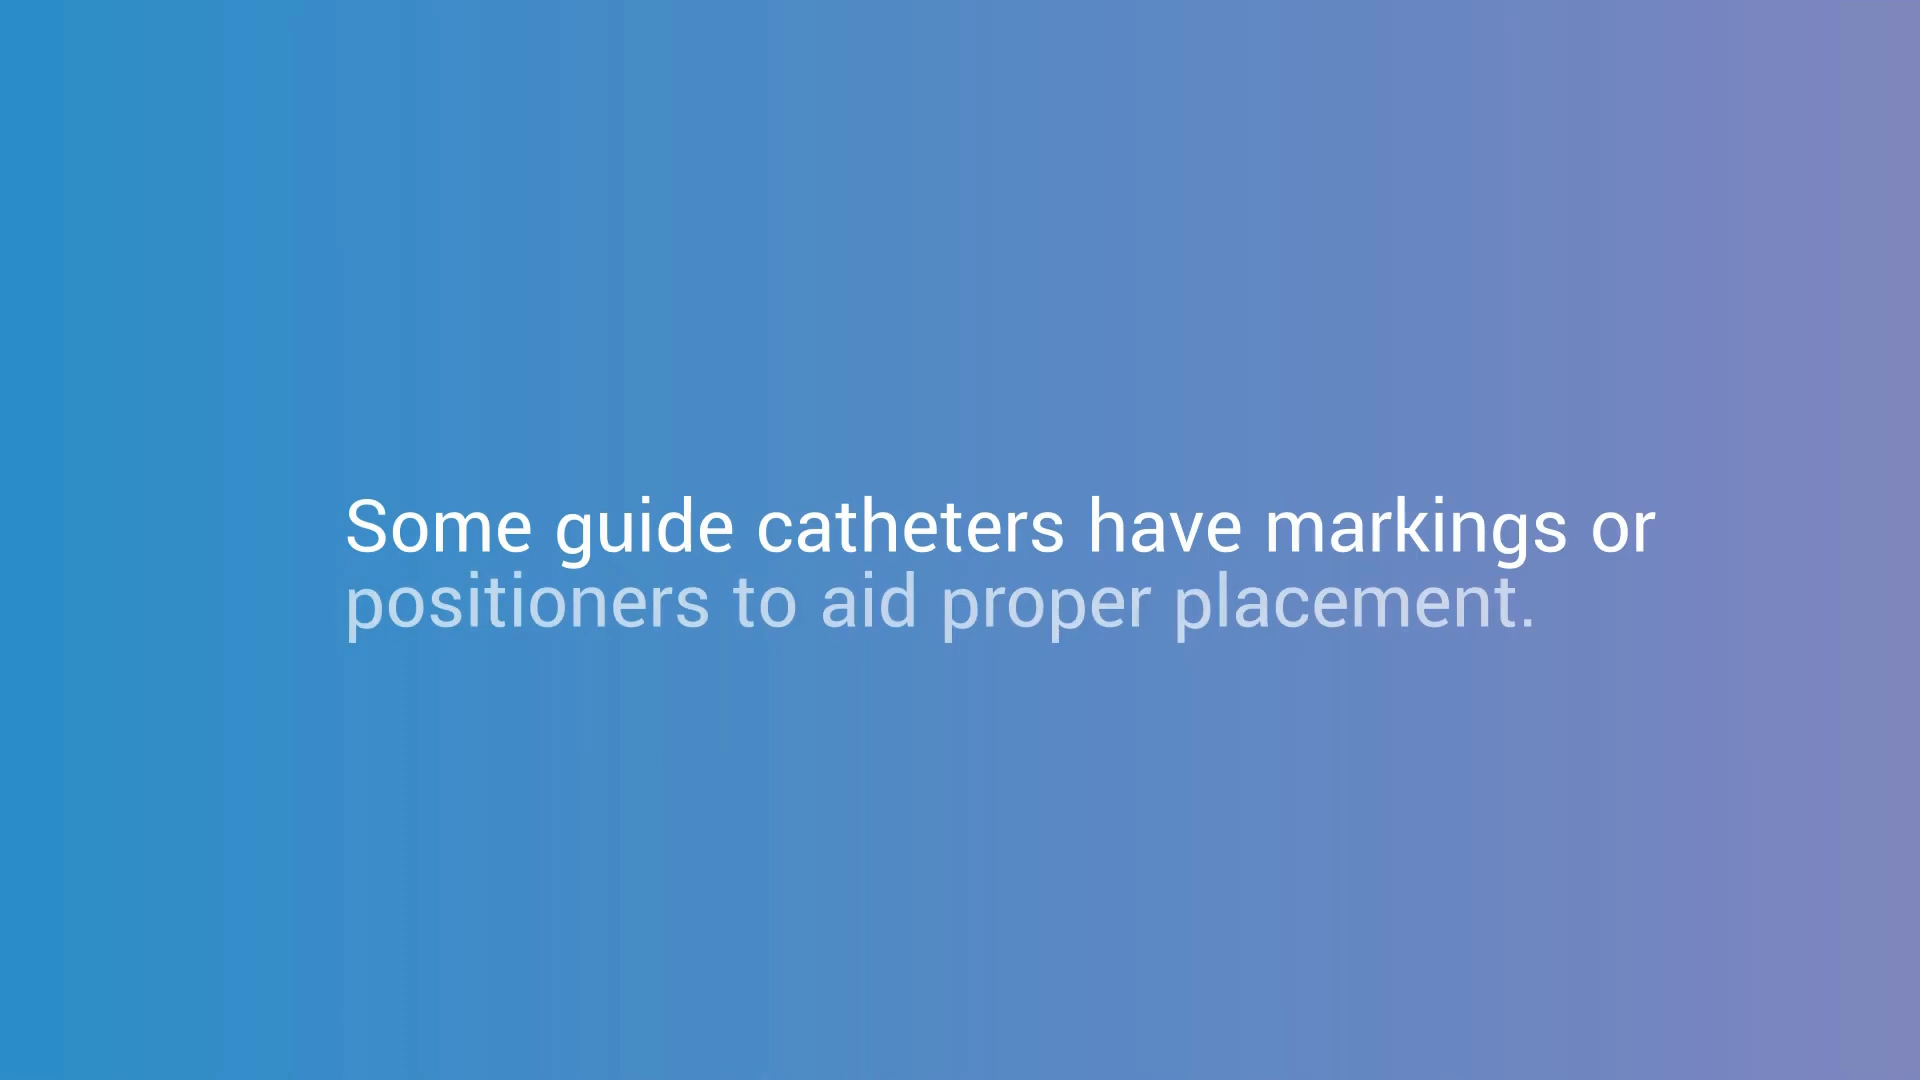 Some guide catheters have markings or
positioners to aid proper placement.